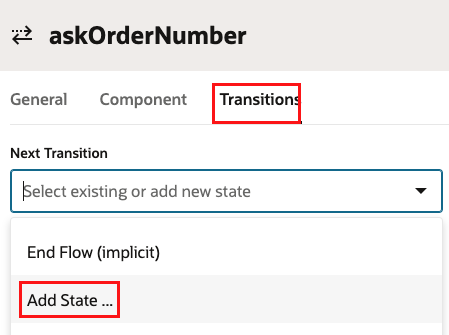 askOrderNumber
General Component Transitions
Next Transition
Select existing or add new state
End Flow (implicit)
Add State ...